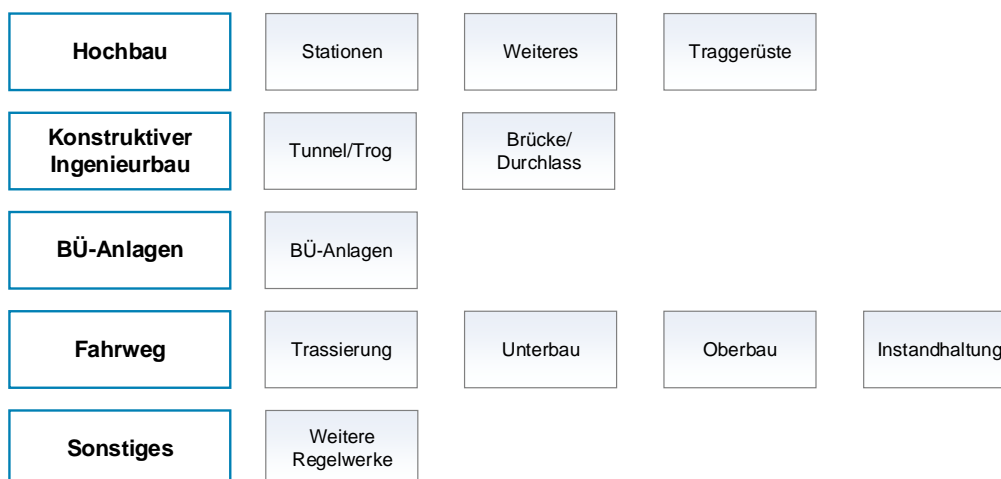 Hochbau
Stationen
Weiteres
Traggerüste
Konstruktiver
Ingenieurbau
Tunnel/Trog
Brücke/
Durchlass
BÜ-Anlagen
BÜ-Anlagen
Fahrweg
Trassierung
Unterbau
Oberbau
Instandhaltung
Sonstiges
Weitere
Regelwerke